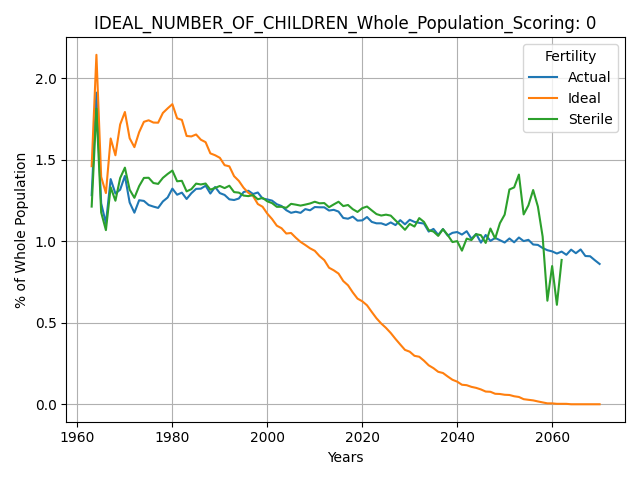 IDEAL_NUMBER_OF_CHILDREN_Whole_Population_Scoring: 0
Fertility
Actual
Ideal
Sterile
% of Whole Population
2.0
1.5
1.0
0.5
0.0
1960 1980 2000 2020 2040 2060
Years